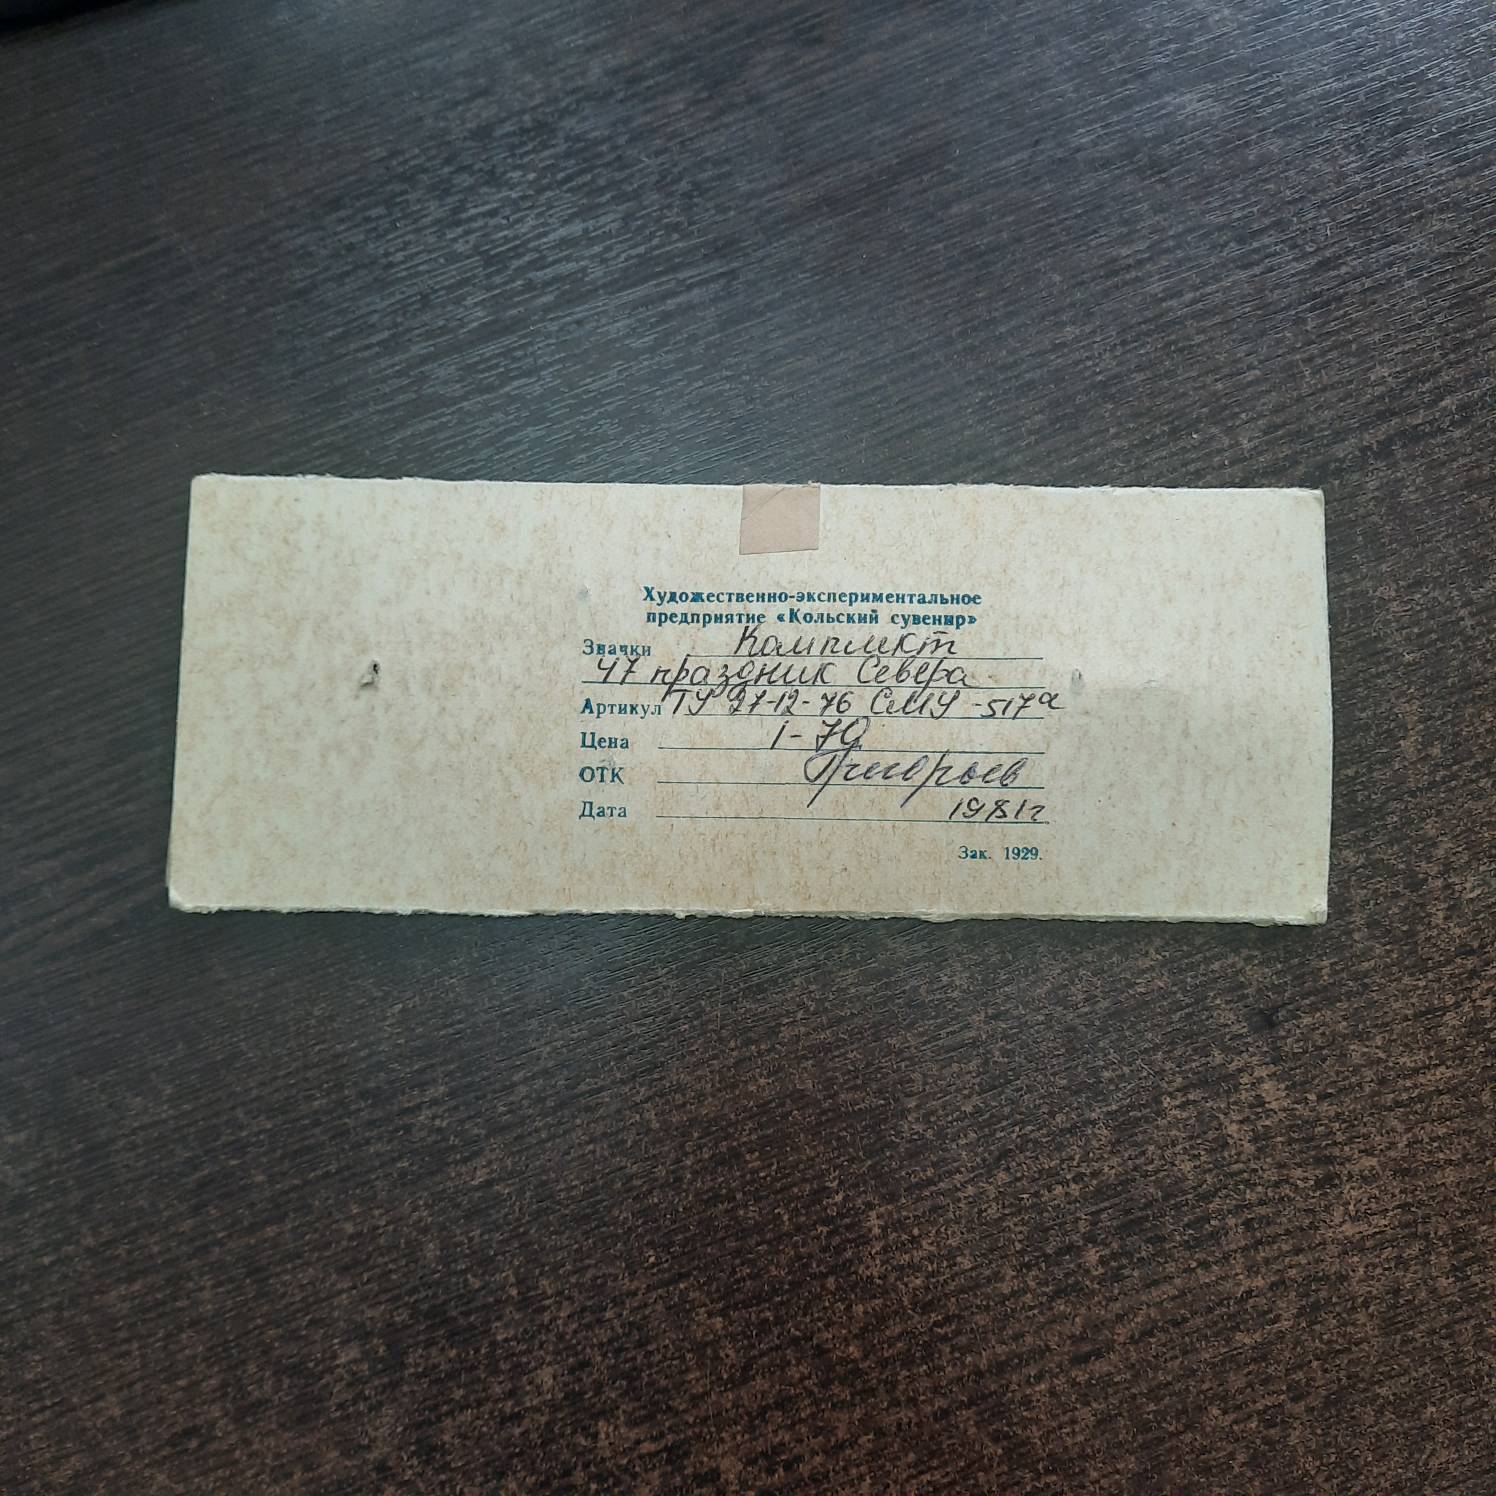 Художественно-экспериментальное
предприятие «Кольский сувенир»
Значки Комплект
47 праздник Севера
Артикул ТУ 27-12-76 СМУ-517а
Цена 1-70
ОТК Григорьев
Дата 1981г
Зак. 1929.